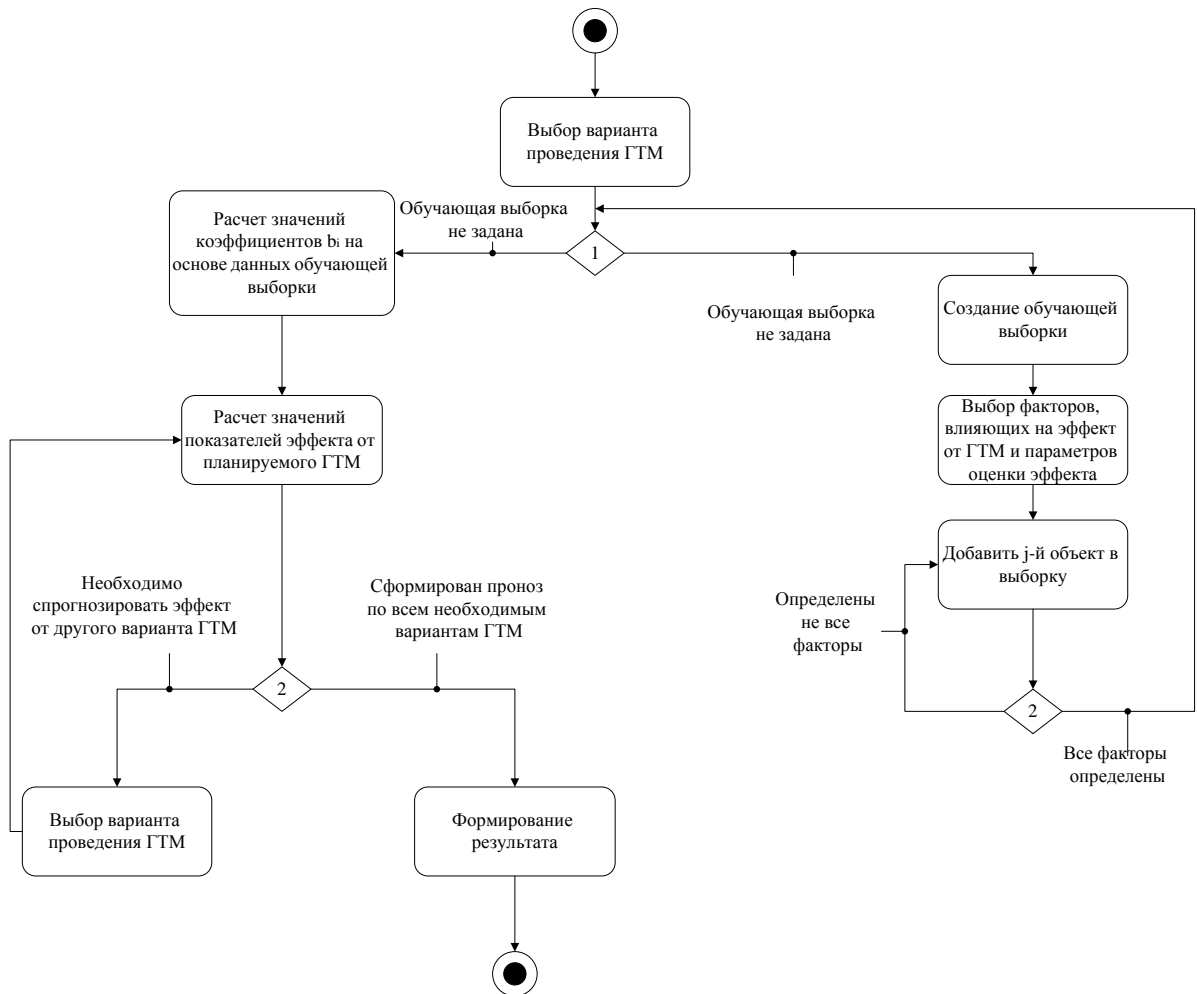 Выбор варианта
проведения ГТМ
Расчет значений
коэффициентов bi на
основе данных обучающей
выборки
Обучающая выборка
не задана
1
Обучающая выборка
не задана
Создание обучающей
выборки
Расчет значений
показателей эффекта от
планируемого ГТМ
Выбор факторов,
влияющих на эффект
от ГТМ и параметров
оценки эффекта
Добавить j-й объект в
выборку
Необходимо
спрогнозировать эффект
от другого варианта ГТМ
Сформирован проноз
по всем необходимым
вариантам ГТМ
Определены
не все
факторы
2
2
Все факторы
определены
Выбор варианта
проведения ГТМ
Формирование
результата